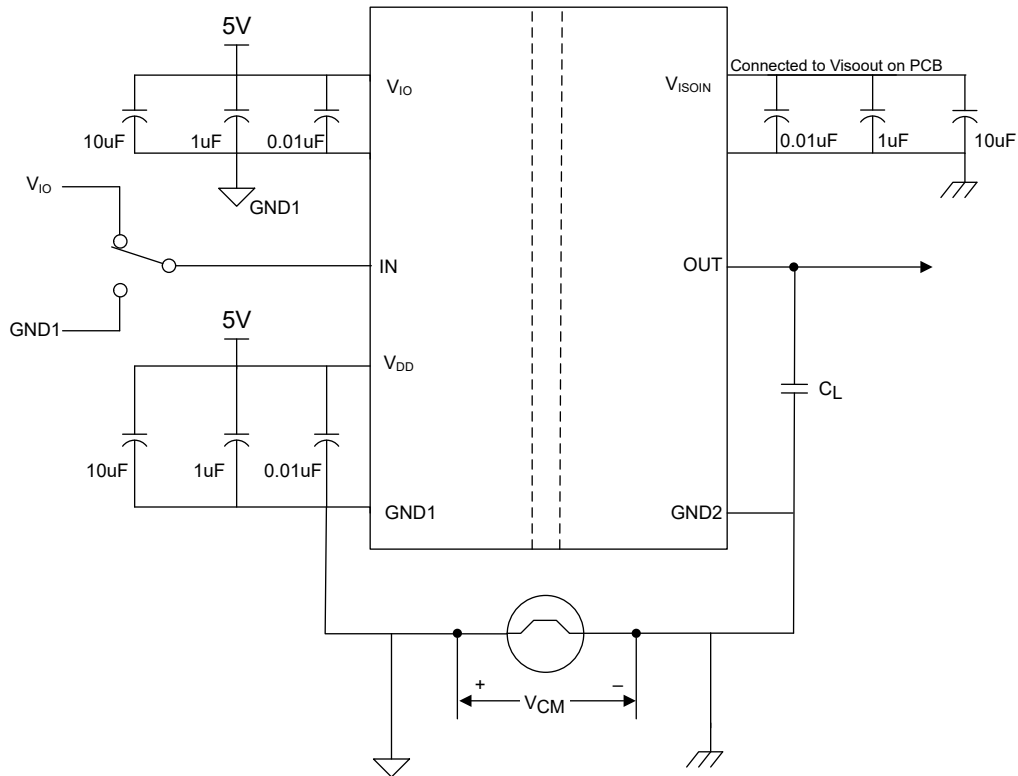 5V
Connected to Visoout on PCB
VIO
VISOIN
10uF
1uF
0.01uF
0.01uF
1uF
10uF
VIO
GND1
IN
OUT
GND1
5V
VDD
CL
10uF
1uF
0.01uF
GND1
GND2
+
–
VCM